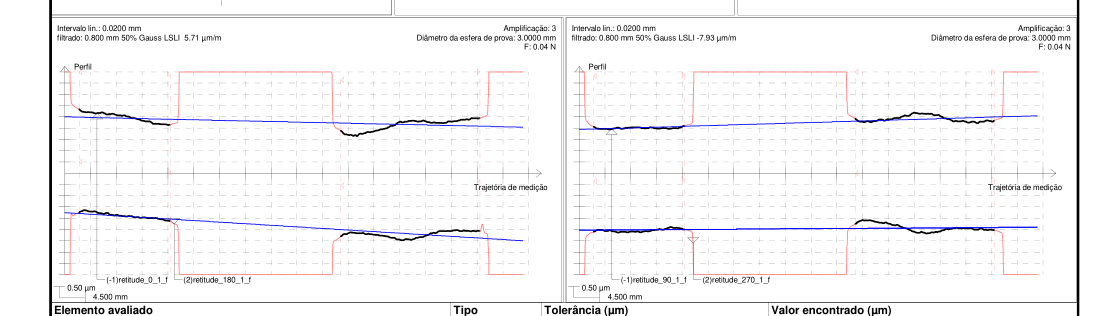 Intervalo lin.: 0.0200 mm
Amplificação: 3
filtrado: 0.800 mm 50% Gauss LSLI  5.71 µm/m
Diâmetro da esfera de prova: 3.0000 mm
F: 0.04 N
Perfil
Trajetória de medição
(-1)retitude_0_1_f
(2)retitude_180_1_f
0.50 µm
4.500 mm
Intervalo lin.: 0.0200 mm
Amplificação: 3
filtrado: 0.800 mm 50% Gauss LSLI -7.93 µm/m
Diâmetro da esfera de prova: 3.0000 mm
F: 0.04 N
Perfil
Trajetória de medição
(-1)retitude_90_1_f
(2)retitude_270_1_f
0.50 µm
4.500 mm
Elemento avaliado
Tipo
Tolerância (µm)
Valor encontrado (µm)